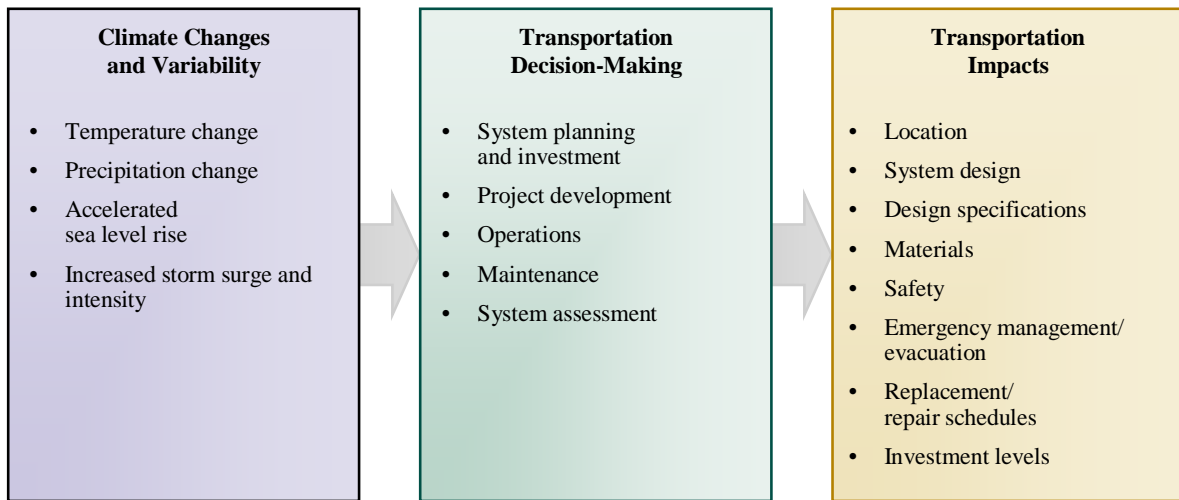 Climate Changes
and Variability
• Temperature change
• Precipitation change
• Accelerated
sea level rise
• Increased storm surge and
intensity
Transportation
Decision-Making
• System planning
and investment
• Project development
• Operations
• Maintenance
• System assessment
Transportation
Impacts
• Location
• System design
• Design specifications
• Materials
• Safety
• Emergency management/
evacuation
• Replacement/
repair schedules
• Investment levels